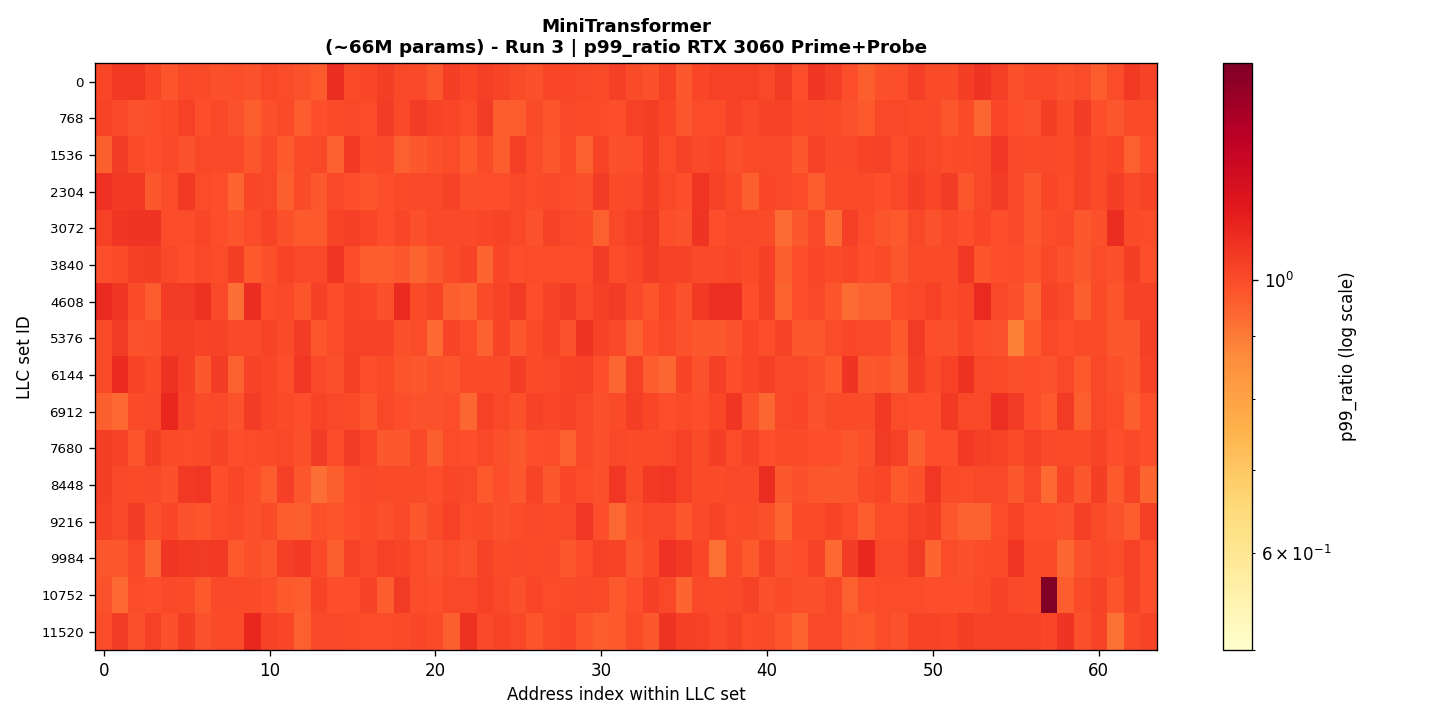 MiniTransformer
(~66M params) - Run 3 | p99_ratio RTX 3060 Prime+Probe
LLC set ID
0
768
1536
2304
3072
3840
4608
5376
6144
6912
7680
8448
9216
9984
10752
11520
0 10 20 30 40 50 60
Address index within LLC set
10⁰
6 × 10⁻¹
p99_ratio (log scale)